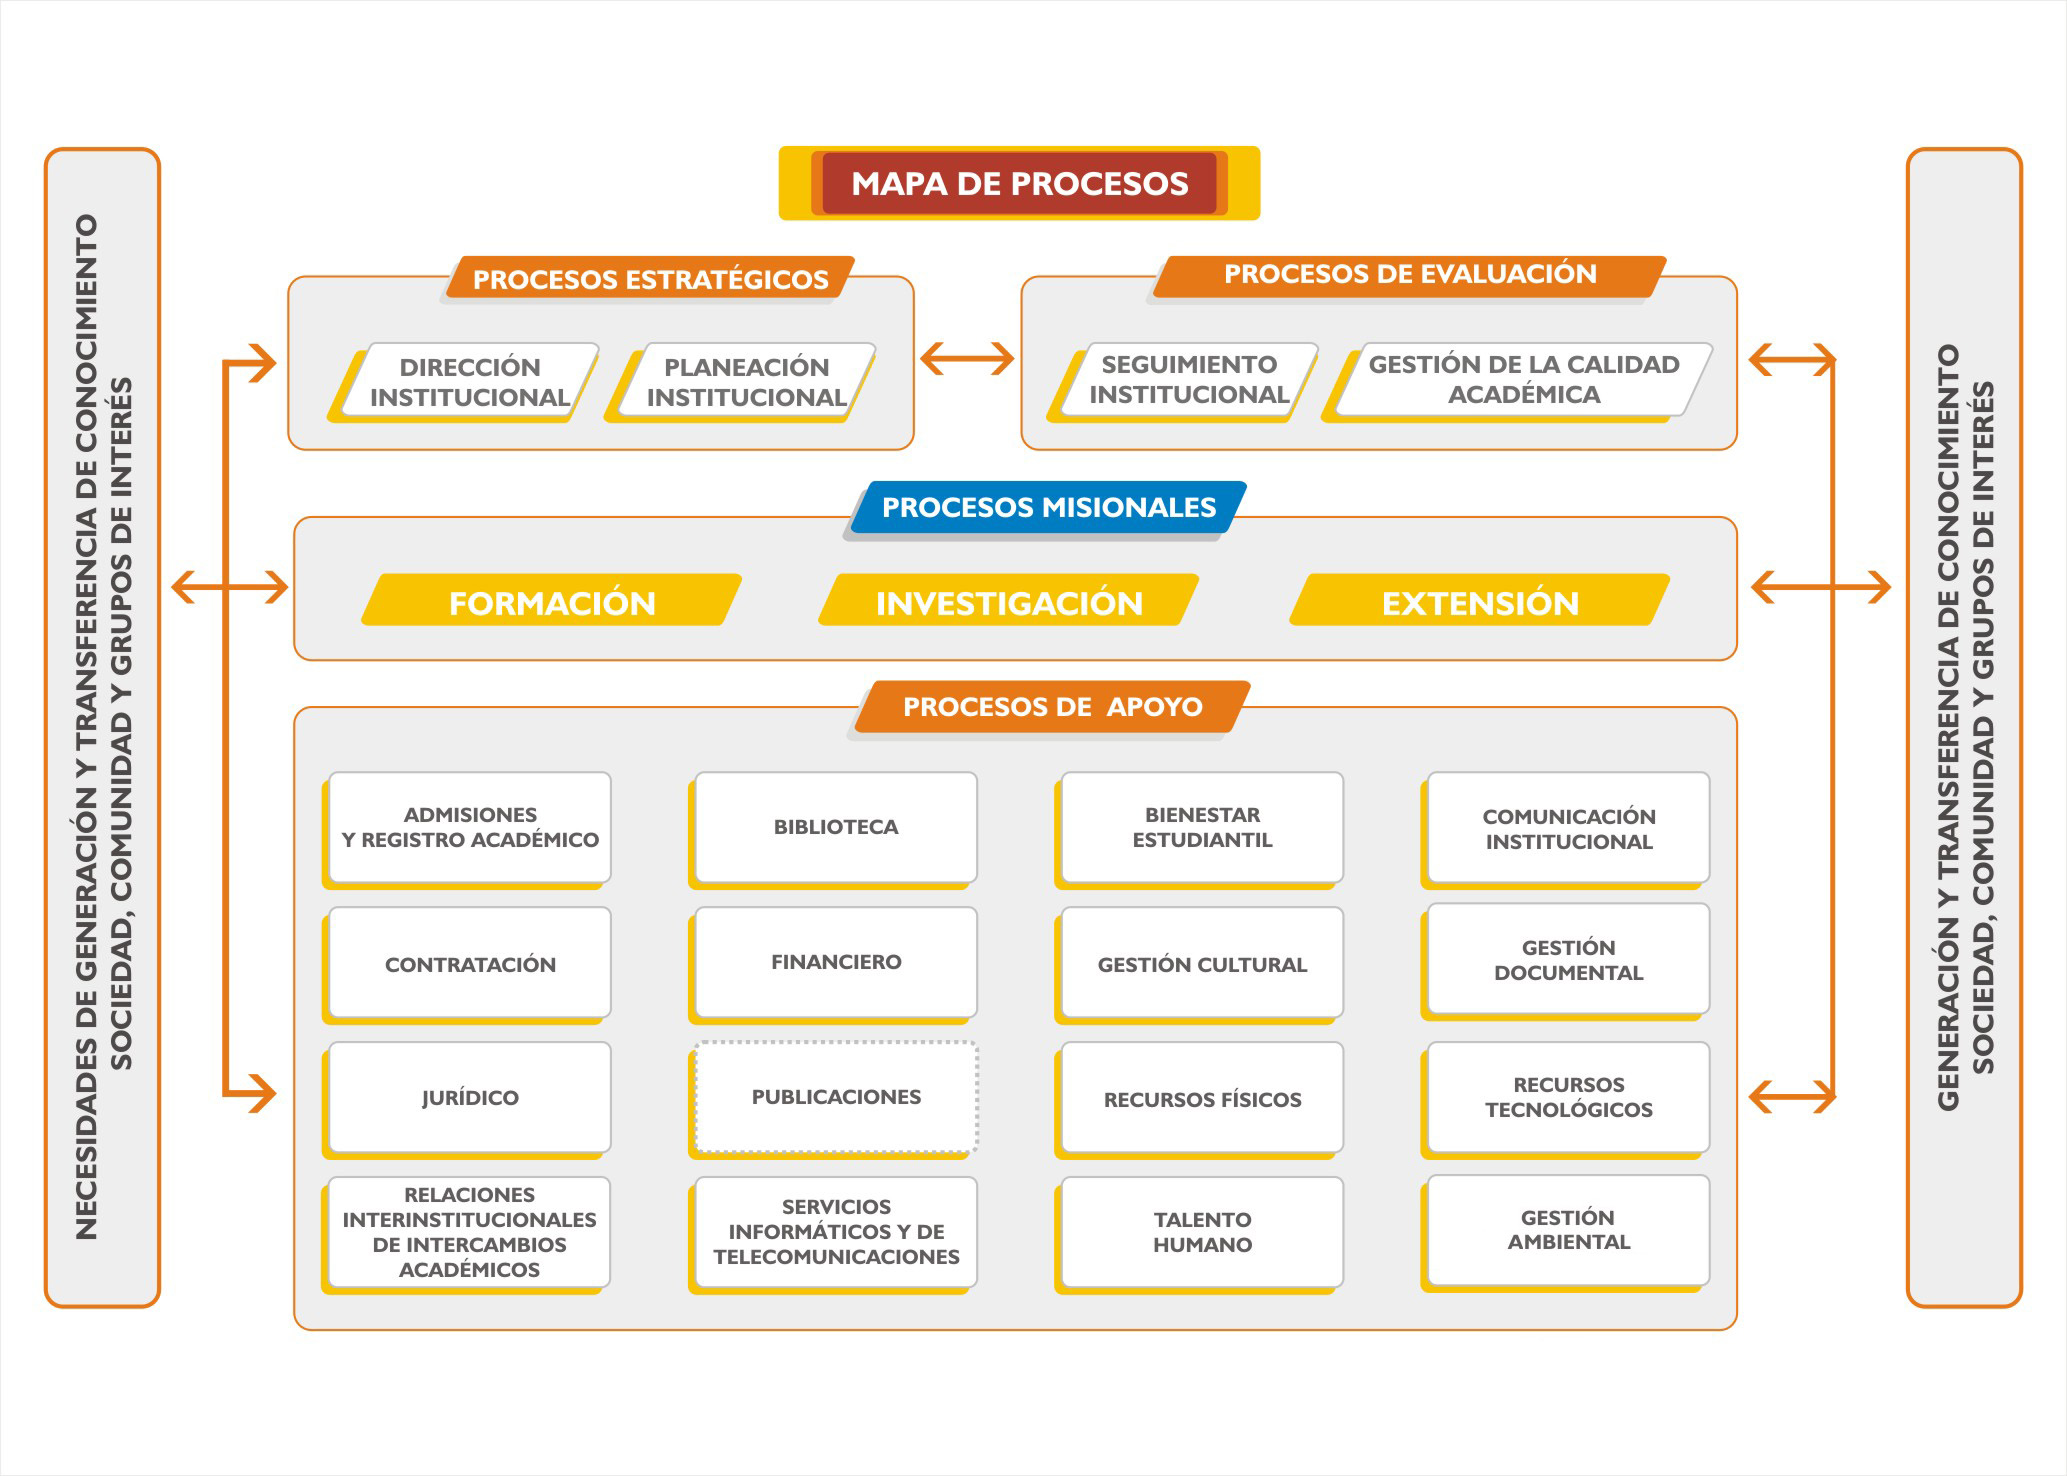 MAPA DE PROCESOS
NECESIDADES DE GENERACIÓN Y TRANSFERENCIA DE CONOCIMIENTO
SOCIEDAD, COMUNIDAD Y GRUPOS DE INTERÉS
PROCESOS ESTRATÉGICOS
DIRECCIÓN
INSTITUCIONAL
PLANEACIÓN
INSTITUCIONAL
PROCESOS DE EVALUACIÓN
SEGUIMIENTO
INSTITUCIONAL
GESTIÓN DE LA CALIDAD
ACADÉMICA
PROCESOS MISIONALES
FORMACIÓN
INVESTIGACIÓN
EXTENSIÓN
PROCESOS DE APOYO
ADMISIONES
Y REGISTRO ACADÉMICO
BIBLIOTECA
BIENESTAR
ESTUDIANTIL
COMUNICACIÓN
INSTITUCIONAL
CONTRATACIÓN
FINANCIERO
GESTIÓN CULTURAL
GESTIÓN
DOCUMENTAL
JURÍDICO
PUBLICACIONES
RECURSOS FÍSICOS
RECURSOS
TECNOLÓGICOS
RELACIONES
INTERINSTITUCIONALES
DE INTERCAMBIOS
ACADÉMICOS
SERVICIOS
INFORMÁTICOS Y DE
TELECOMUNICACIONES
TALENTO
HUMANO
GESTIÓN
AMBIENTAL
GENERACIÓN Y TRANSFERENCIA DE CONOCIMIENTO
SOCIEDAD, COMUNIDAD Y GRUPOS DE INTERÉS